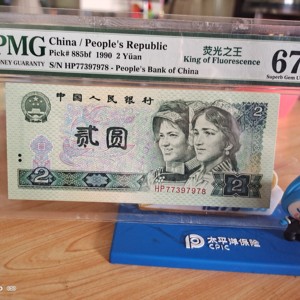 PMG
MONEY GUARANTY
China / People's Republic
Pick# 885bf 1990 2 Yüan
S/N HP77397978 - People's Bank of China
荧光之王
King of Fluorescence
67
Superb Gem U
中国人民银行
贰圆
2
HP77397978
2
太平洋保险
CPIC